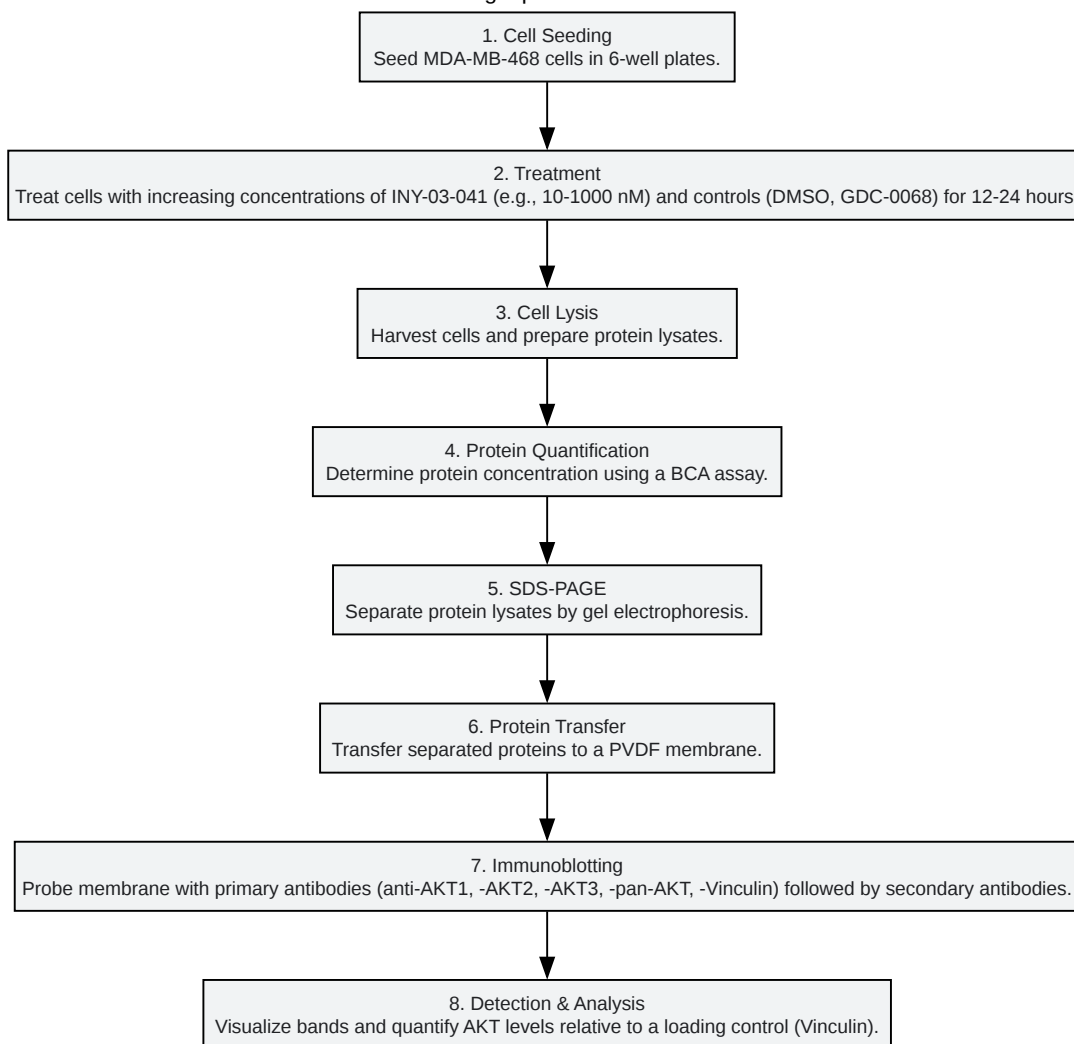 1. Cell Seeding
Seed MDA-MB-468 cells in 6-well plates.
2. Treatment
Treat cells with increasing concentrations of INY-03-041 (e.g., 10-1000 nM) and controls (DMSO, GDC-0068) for 12-24 hours
3. Cell Lysis
Harvest cells and prepare protein lysates.
4. Protein Quantification
Determine protein concentration using a BCA assay.
5. SDS-PAGE
Separate protein lysates by gel electrophoresis.
6. Protein Transfer
Transfer separated proteins to a PVDF membrane.
7. Immunoblotting
Probe membrane with primary antibodies (anti-AKT1, -AKT2, -AKT3, -pan-AKT, -Vinculin) followed by secondary antibodies.
8. Detection & Analysis
Visualize bands and quantify AKT levels relative to a loading control (Vinculin).